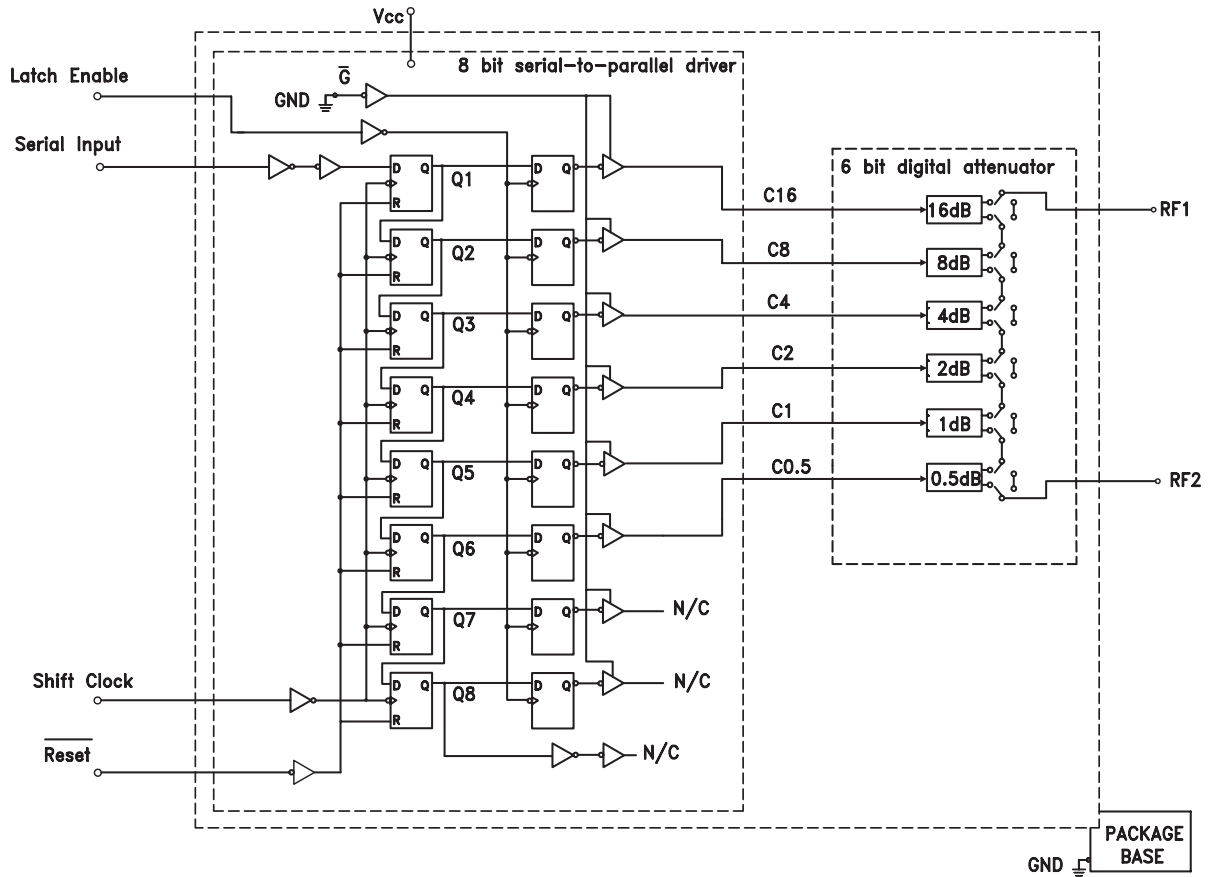 Vcc
8 bit serial-to-parallel driver
Latch Enable
G̅
GND
Serial Input
6 bit digital attenuator
D Q
R
Q1
D Q
C16
16dB
RF1
D Q
R
Q2
D Q
C8
8dB
D Q
R
Q3
D Q
C4
4dB
D Q
R
Q4
D Q
C2
2dB
D Q
R
Q5
D Q
C1
1dB
D Q
R
Q6
D Q
C0.5
0.5dB
RF2
D Q
R
Q7
D Q
N/C
Shift Clock
D Q
R
Q8
D Q
N/C
R̅e̅s̅e̅t̅
N/C
PACKAGE
BASE
GND